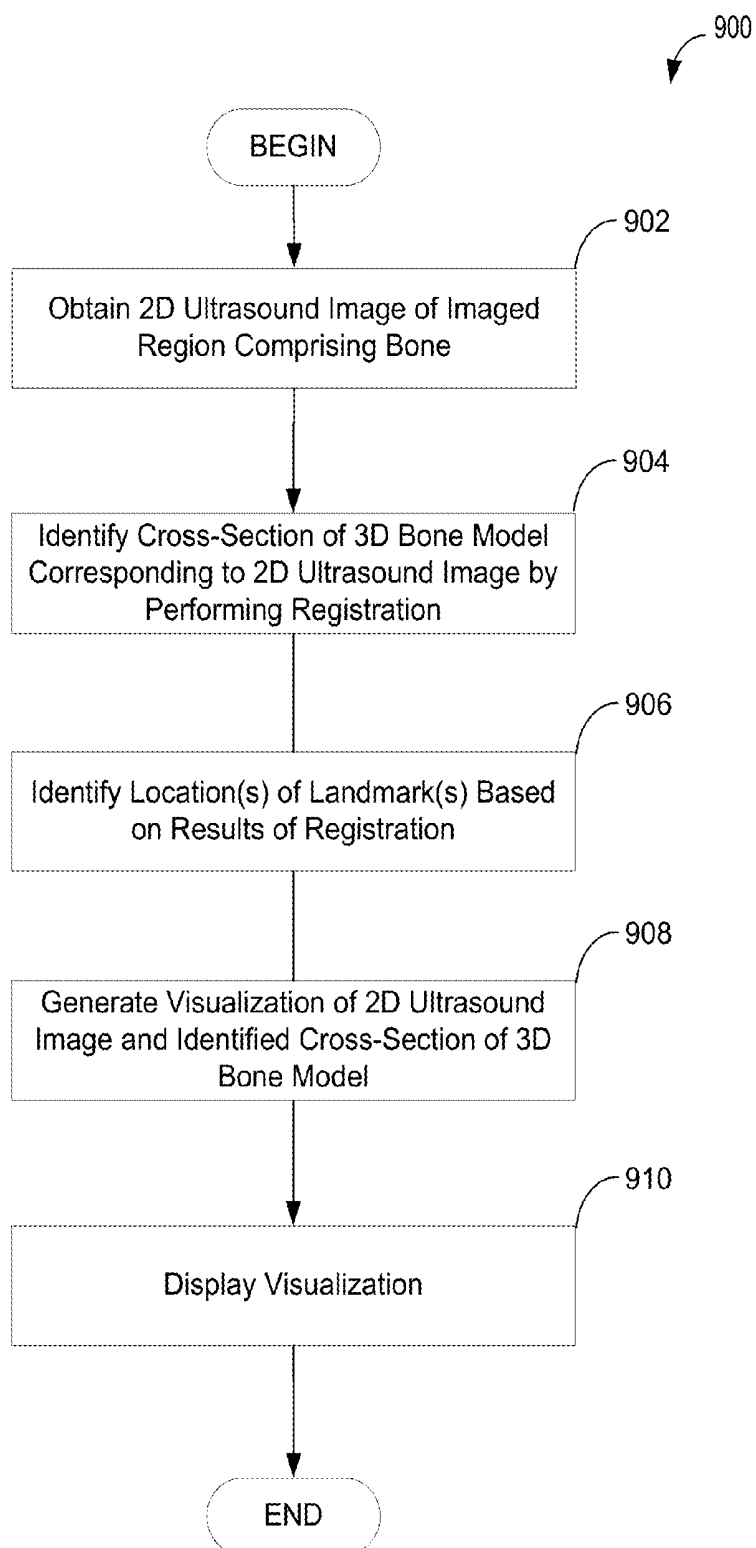 900
BEGIN
902
Obtain 2D Ultrasound Image of Imaged
Region Comprising Bone
904
Identify Cross-Section of 3D Bone Model
Corresponding to 2D Ultrasound Image by
Performing Registration
906
Identify Location(s) of Landmark(s) Based
on Results of Registration
908
Generate Visualization of 2D Ultrasound
Image and Identified Cross-Section of 3D
Bone Model
910
Display Visualization
END